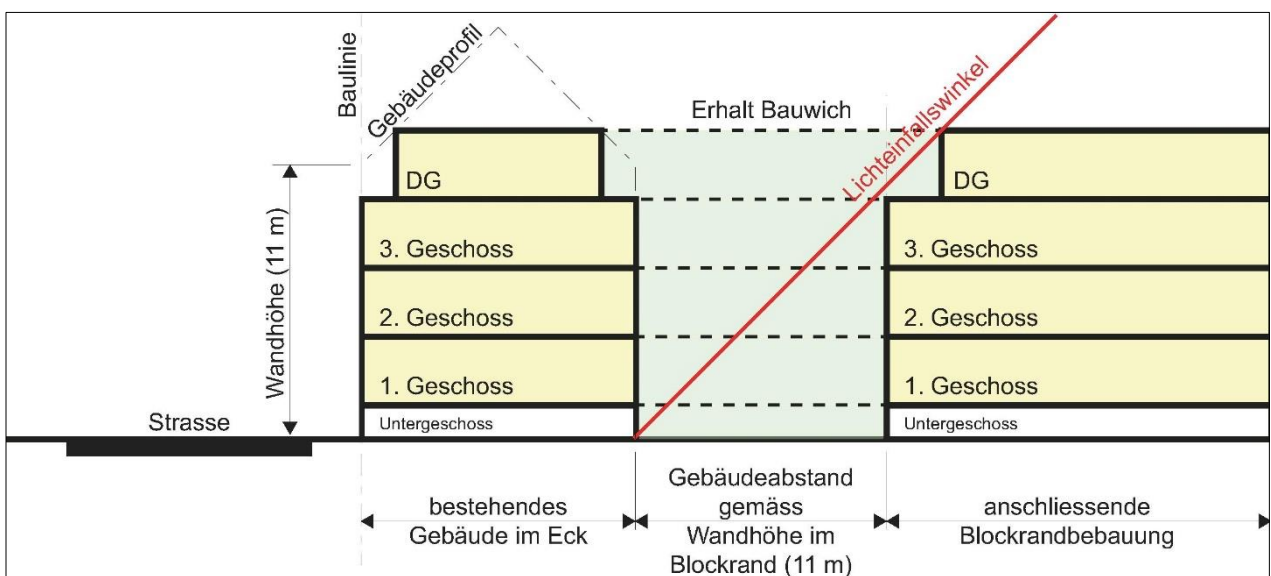 Baulinie
Gebäudeprofil
Erhalt Bauwich
Lichteinfallswinkel
Wandhöhe (11 m)
DG
DG
3. Geschoss
3. Geschoss
2. Geschoss
2. Geschoss
1. Geschoss
1. Geschoss
Strasse
Untergeschoss
Untergeschoss
bestehendes
Gebäude im Eck
Gebäudeabstand
gemäss
Wandhöhe im
Blockrand (11 m)
anschliessende
Blockrandbebauung